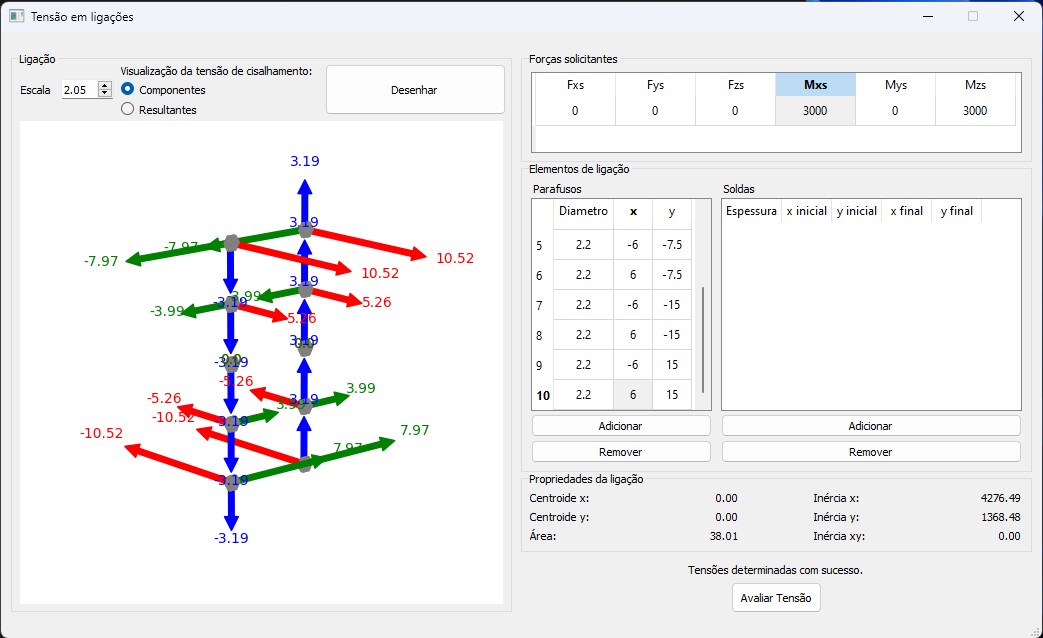 Tensão em ligações
Ligação
Escala 2.05
Visualização da tensão de cisalhamento:
Componentes
Resultantes
Desenhar
3.19
3.19
-7.97
-7.97
10.52
10.52
3.19
3.99
-3.99
-3.19
5.26
5.26
3.19
0.0
0.0
-3.19
-5.26
-5.26
3.99
3.19
3.99
-10.52
-3.19
-10.52
7.97
7.97
-3.19
-3.19
Forças solicitantes
Fxs Fys Fzs Mxs Mys Mzs
0 0 0 3000 0 3000
Elementos de ligação
Parafusos
Diametro x y
5 2.2 -6 -7.5
6 2.2 6 -7.5
7 2.2 -6 -15
8 2.2 6 -15
9 2.2 -6 15
10 2.2 6 15
Adicionar
Remover
Soldas
Espessura x inicial y inicial x final y final
Adicionar
Remover
Propriedades da ligação
Centroide x: 0.00 Inércia x: 4276.49
Centroide y: 0.00 Inércia y: 1368.48
Área: 38.01 Inércia xy: 0.00
Tensões determinadas com sucesso.
Avaliar Tensão